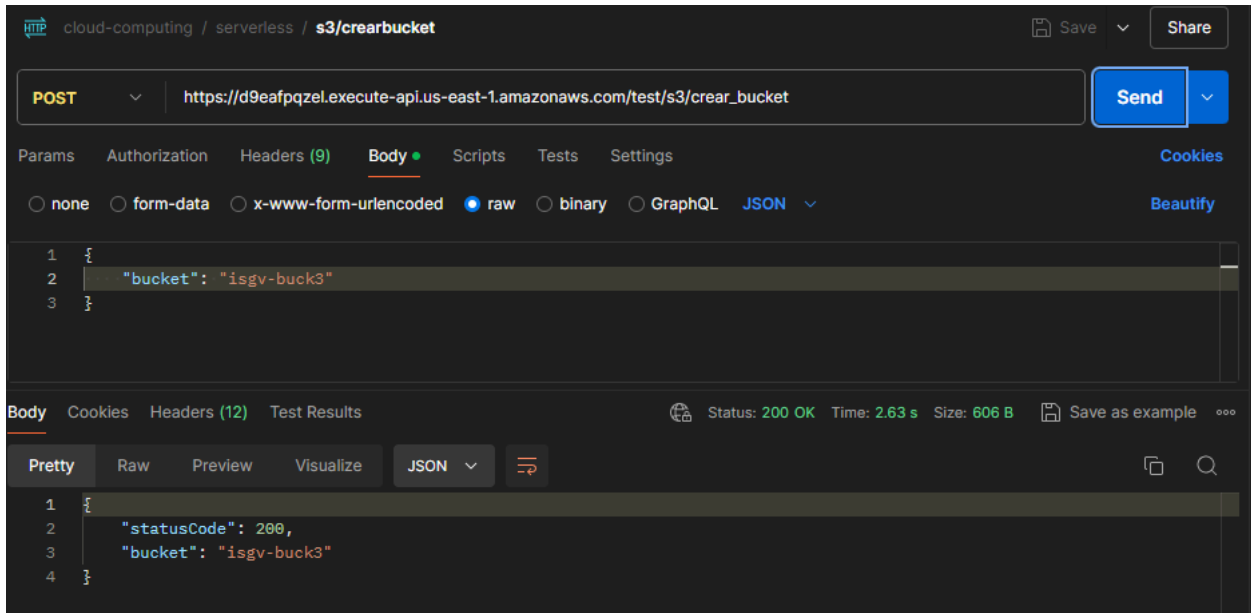 HTTP cloud-computing / serverless / s3/crearbucket Save Share
POST https://d9eafpqzel.execute-api.us-east-1.amazonaws.com/test/s3/crear_bucket Send
Params Authorization Headers (9) Body Scripts Tests Settings Cookies
none form-data x-www-form-urlencoded raw binary GraphQL JSON Beautify
1 {
2 "bucket": "isgv-buck3"
3 }
Body Cookies Headers (12) Test Results Status: 200 OK Time: 2.63 s Size: 606 B Save as example
Pretty Raw Preview Visualize JSON
1 {
2 "statusCode": 200,
3 "bucket": "isgv-buck3"
4 }